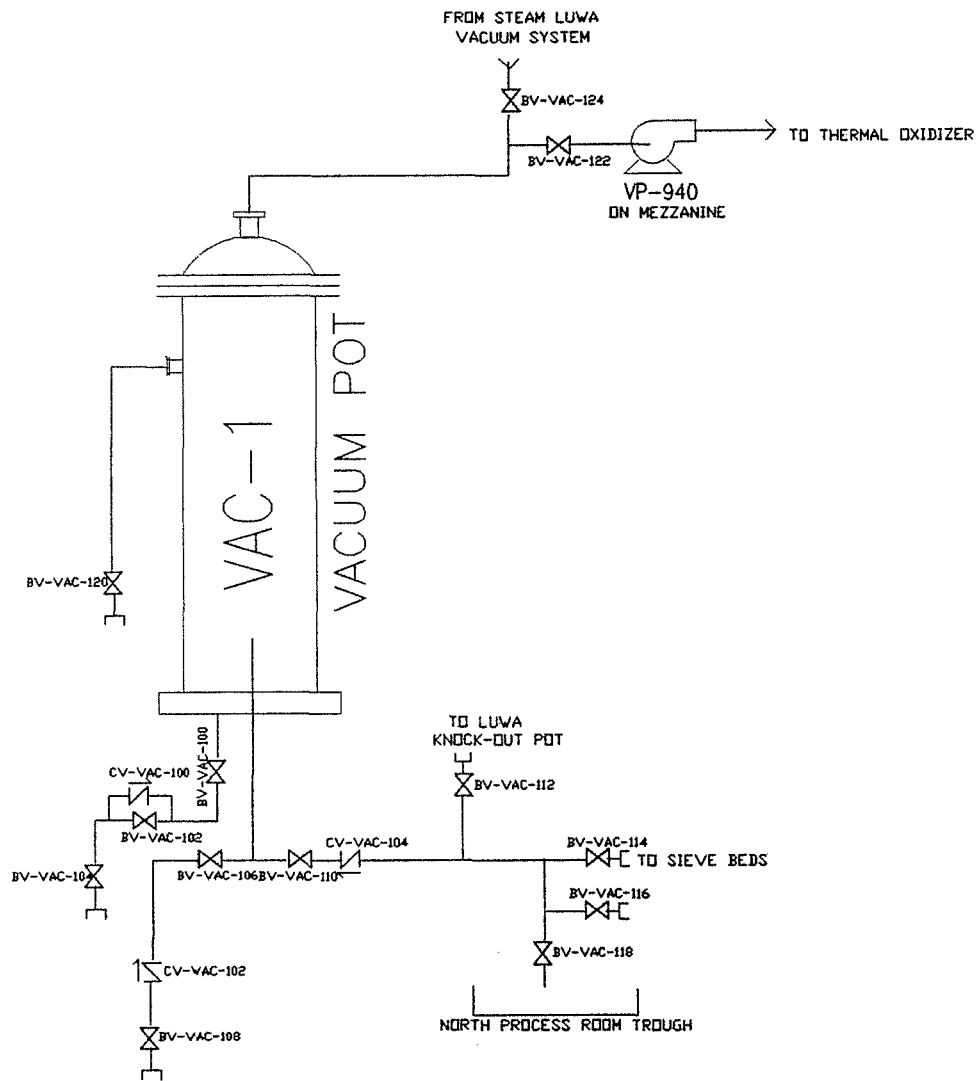 FROM STEAM LUWA
VACUUM SYSTEM
BV-VAC-124
TO THERMAL OXIDIZER
BV-VAC-122
VP-940
ON MEZZANINE
VAC-1
VACUUM POT
BV-VAC-120
TO LUWA
KNOCK-OUT POT
BV-VAC-100
CV-VAC-100
BV-VAC-112
BV-VAC-102
CV-VAC-104
BV-VAC-114
TO SIEVE BEDS
BV-VAC-104
BV-VAC-106
BV-VAC-110
BV-VAC-116
BV-VAC-118
CV-VAC-102
NORTH PROCESS ROOM TROUGH
BV-VAC-108